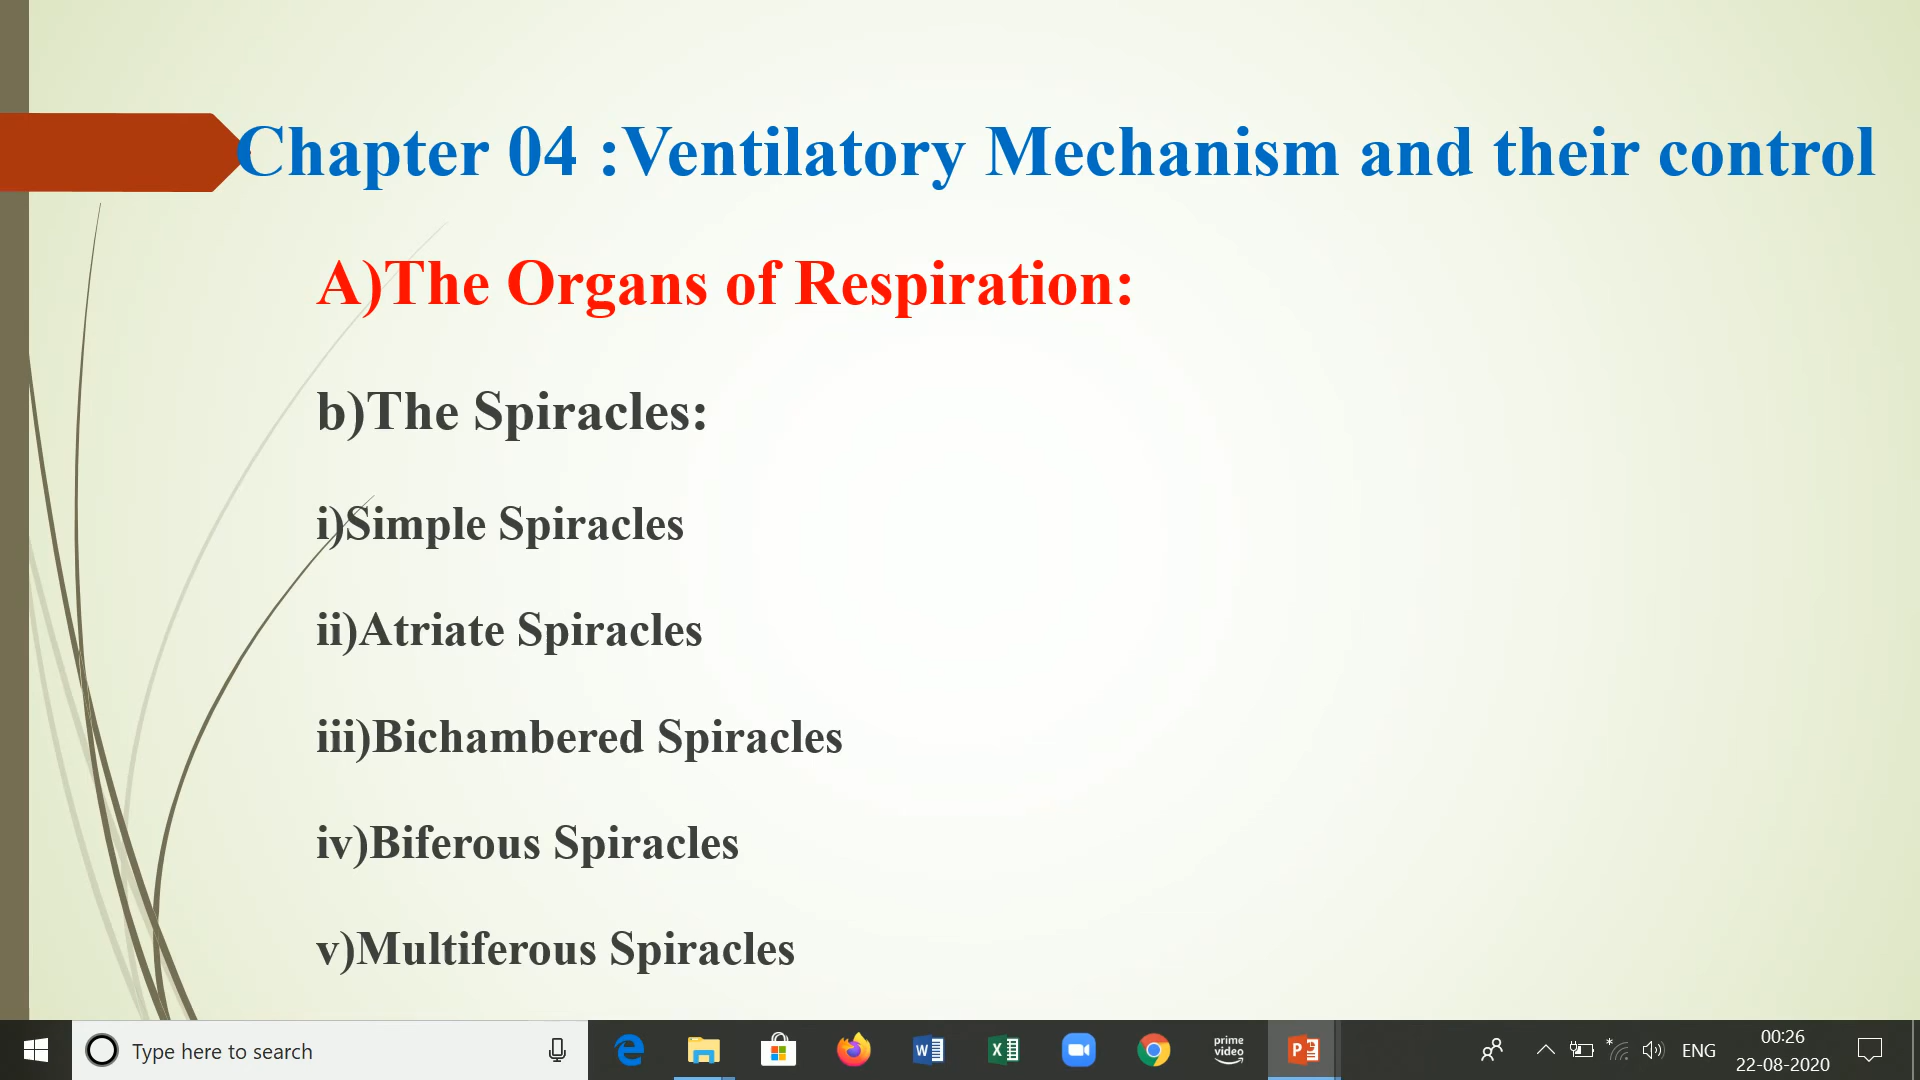 Chapter 04 :Ventilatory Mechanism and their control
A)The Organs of Respiration:
b)The Spiracles:
i)Simple Spiracles
ii)Atriate Spiracles
iii)Bichambered Spiracles
iv)Biferous Spiracles
v)Multiferous Spiracles
Type here to search
prime
video
ENG
00:26
22-08-2020